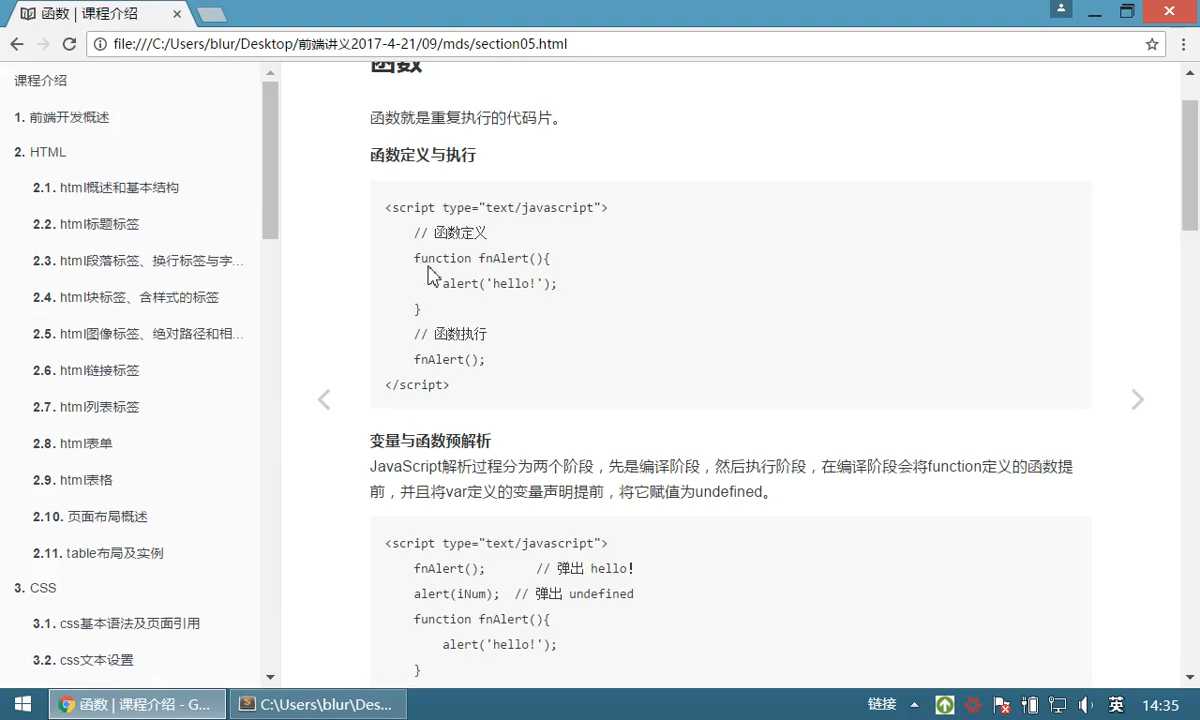 函数 | 课程介绍
file:///C:/Users/blur/Desktop/前端讲义2017-4-21/09/mds/section05.html
课程介绍
1. 前端开发概述
2. HTML
2.1. html概述和基本结构
2.2. html标题标签
2.3. html段落标签、换行标签与字...
2.4. html块标签、含样式的标签
2.5. html图像标签、绝对路径和相...
2.6. html链接标签
2.7. html列表标签
2.8. html表单
2.9. html表格
2.10. 页面布局概述
2.11. table布局及实例
3. CSS
3.1. css基本语法及页面引用
3.2. css文本设置
函数
函数就是重复执行的代码片。
函数定义与执行
<script type="text/javascript">
// 函数定义
function fnAlert(){
alert('hello!');
}
// 函数执行
fnAlert();
</script>
变量与函数预解析
JavaScript解析过程分为两个阶段，先是编译阶段，然后执行阶段，在编译阶段会将function定义的函数提
前，并且将var定义的变量声明提前，将它赋值为undefined。
<script type="text/javascript">
fnAlert(); // 弹出 hello！
alert(iNum); // 弹出 undefined
function fnAlert(){
alert('hello!');
}
函数 | 课程介绍 - G...
C:\Users\blur\Des...
链接
英
14:35